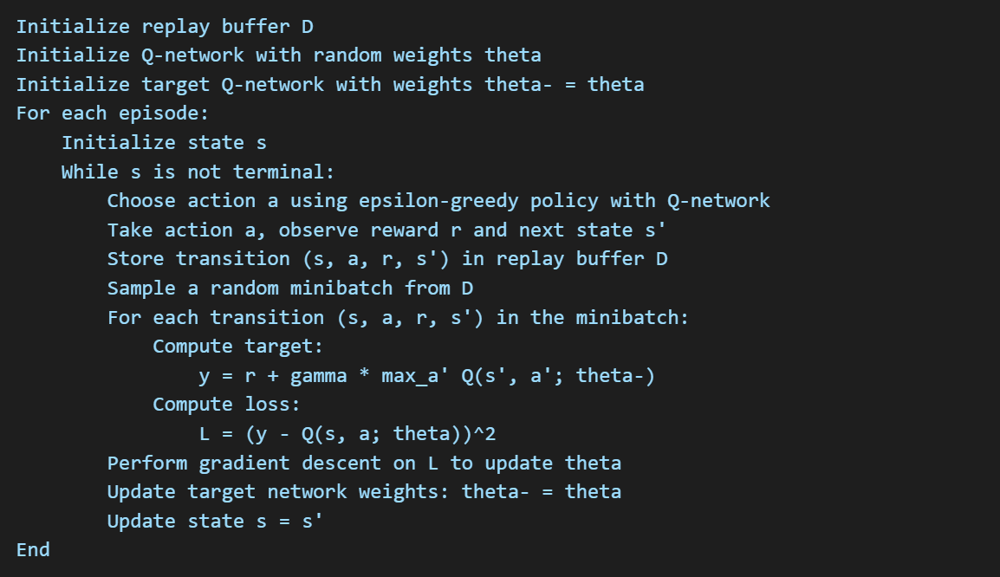 Initialize replay buffer D
Initialize Q-network with random weights theta
Initialize target Q-network with weights theta- = theta
For each episode:
    Initialize state s
    While s is not terminal:
        Choose action a using epsilon-greedy policy with Q-network
        Take action a, observe reward r and next state s'
        Store transition (s, a, r, s') in replay buffer D
        Sample a random minibatch from D
        For each transition (s, a, r, s') in the minibatch:
            Compute target:
                y = r + gamma * max_a' Q(s', a'; theta-)
            Compute loss:
                L = (y - Q(s, a; theta))^2
        Perform gradient descent on L to update theta
        Update target network weights: theta- = theta
        Update state s = s'
End